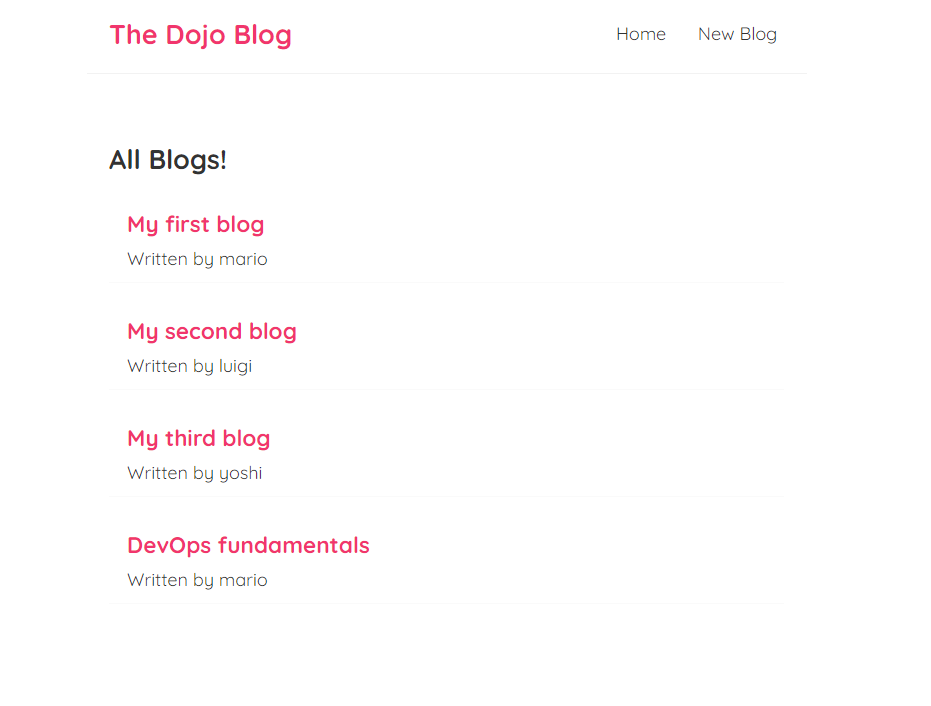 The Dojo Blog
Home New Blog
All Blogs!
My first blog
Written by mario
My second blog
Written by luigi
My third blog
Written by yoshi
DevOps fundamentals
Written by mario